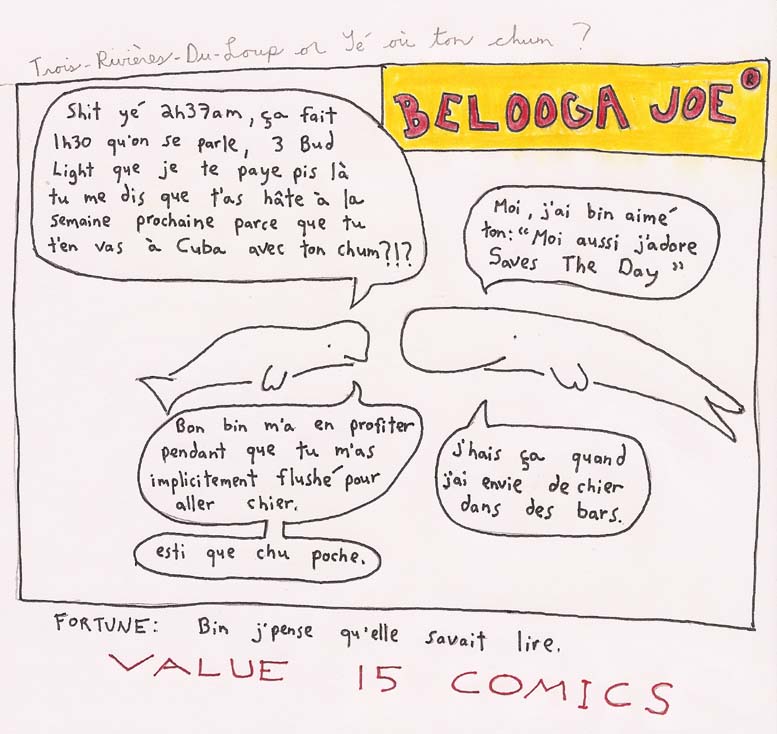 Trois-Rivières-Du-Loup or Yé où ton chum ?
BELOOGA JOE ®
Shit yé 2h37am, ça fait
1h30 qu'on se parle, 3 Bud
Light que je te paye pis là
tu me dis que t'as hâte à la
semaine prochaine parce que tu
t'en vas à Cuba avec ton chum?!?
Moi, j'ai bin aimé
ton: "Moi aussi j'adore
Saves The Day"
Bon bin m'a en profiter
pendant que tu m'as
implicitement flushé pour
aller chier.
esti que chu poche.
J'hais ça quand
j'ai envie de chier
dans des bars.
FORTUNE: Bin j'pense qu'elle savait lire.
VALUE 15 COMICS